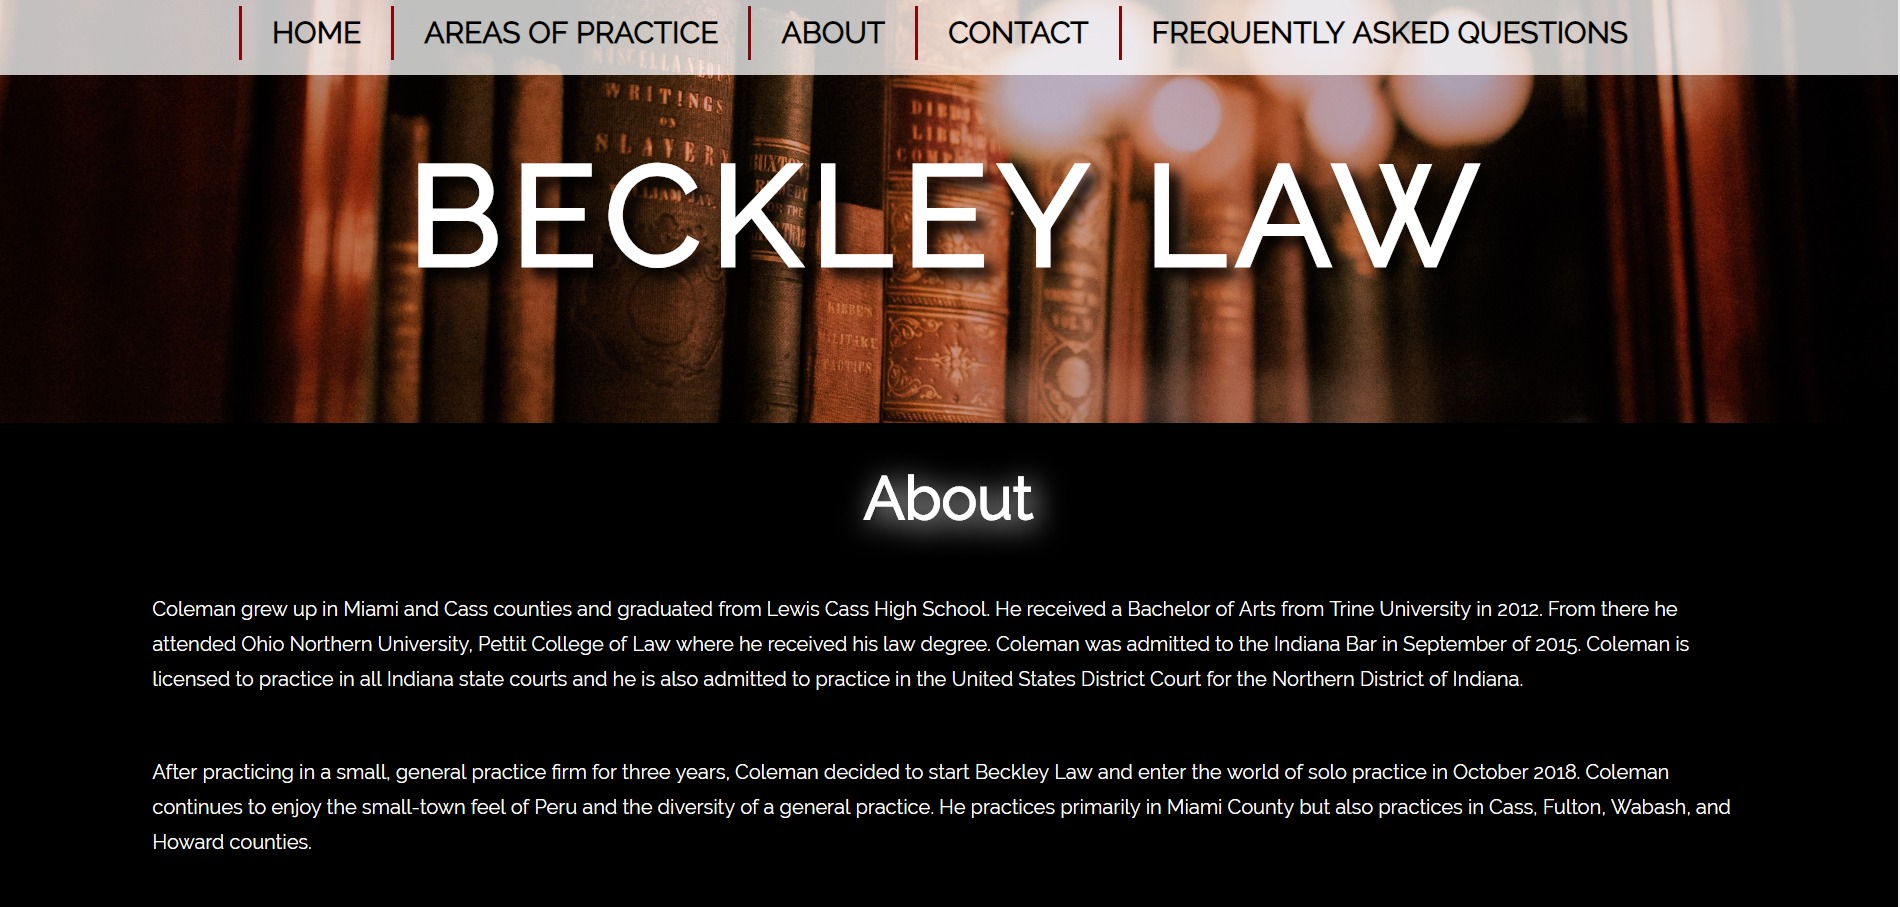 HOME AREAS OF PRACTICE ABOUT CONTACT FREQUENTLY ASKED QUESTIONS
WRITINGS
ON
SLAVERY
KIBBE'S
MILITARY
TACTICS
BECKLEY LAW
About
Coleman grew up in Miami and Cass counties and graduated from Lewis Cass High School. He received a Bachelor of Arts from Trine University in 2012. From there he
attended Ohio Northern University, Pettit College of Law where he received his law degree. Coleman was admitted to the Indiana Bar in September of 2015. Coleman is
licensed to practice in all Indiana state courts and he is also admitted to practice in the United States District Court for the Northern District of Indiana.
After practicing in a small, general practice firm for three years, Coleman decided to start Beckley Law and enter the world of solo practice in October 2018. Coleman
continues to enjoy the small-town feel of Peru and the diversity of a general practice. He practices primarily in Miami County but also practices in Cass, Fulton, Wabash, and
Howard counties.